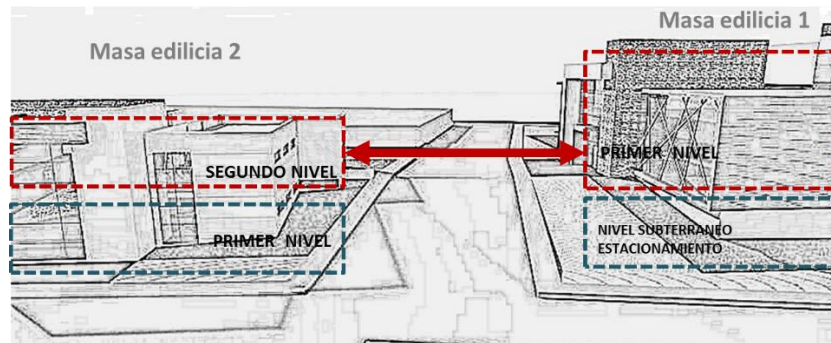 Masa edilicia 1
Masa edilicia 2
PRIMER NIVEL
SEGUNDO NIVEL
NIVEL SUBTERRANEO
ESTACIONAMIENTO
PRIMER NIVEL